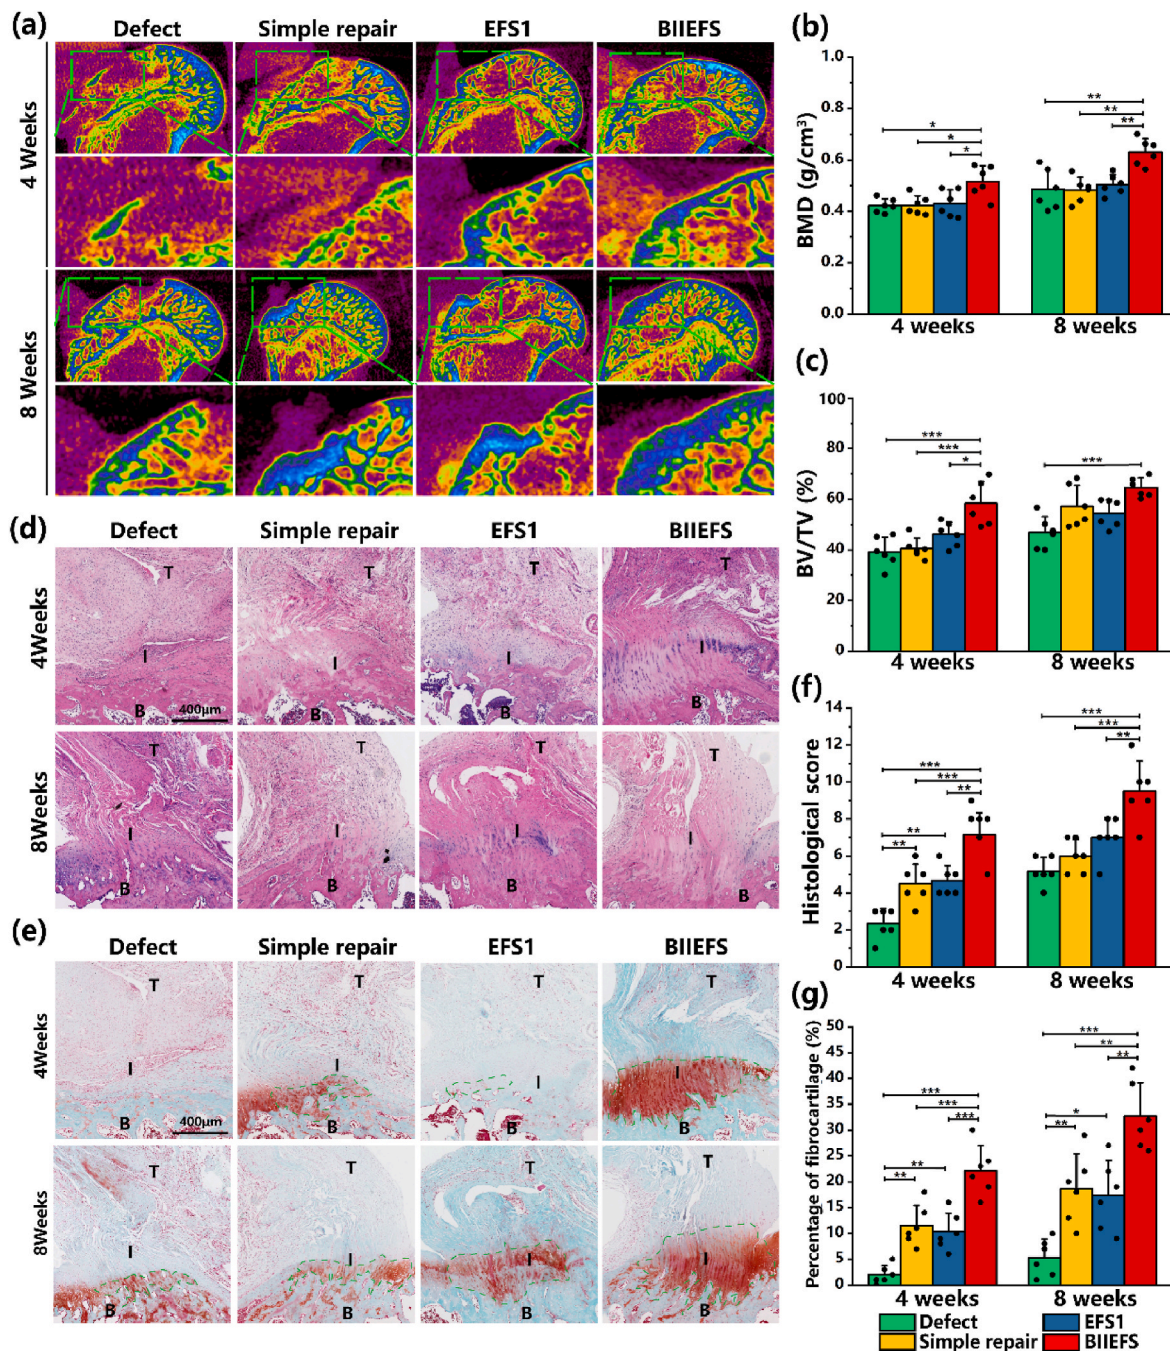 (a)
Defect Simple repair EFS1 BIIEFS
4 Weeks
8 Weeks
(b)
BMD (g/cm³)
1.0
0.8
0.6
0.4
0.2
0.0
* * *
** ** **
4 weeks 8 weeks
(c)
BV/TV (%)
100
80
60
40
20
0
*** *** *
***
4 weeks 8 weeks
(d)
Defect Simple repair EFS1 BIIEFS
4Weeks
T T T T
I I I I
B B B B
400μm
8Weeks
T T T T
I I I I
B B B B
(e)
Defect Simple repair EFS1 BIIEFS
4Weeks
T T T T
I I I I
B B B B
400μm
8Weeks
T T T T
I I I I
B B B B
(f)
Histological score
14
12
10
8
6
4
2
0
*** *** ** ** **
*** *** **
4 weeks 8 weeks
(g)
Percentage of fibrocartilage (%)
50
45
40
35
30
25
20
15
10
5
0
*** *** *** ** **
*** ** ** * **
4 weeks 8 weeks
Defect EFS1
Simple repair BIIEFS